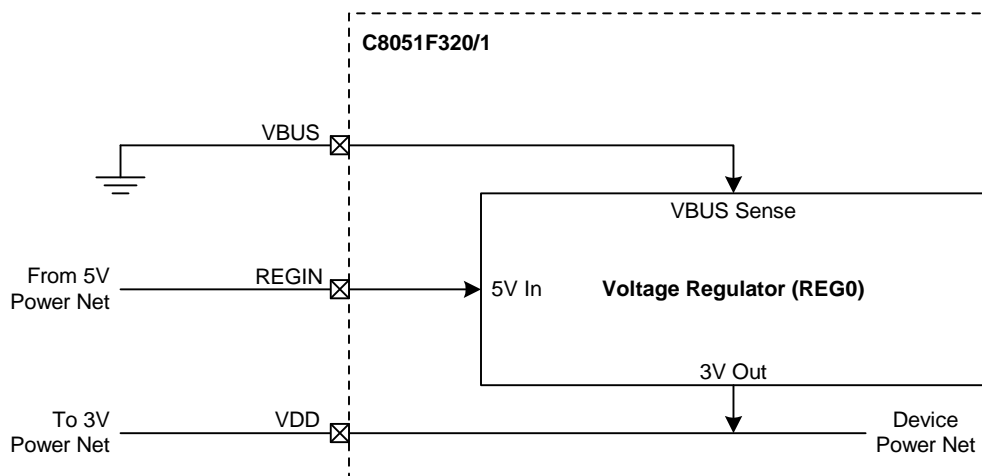 C8051F320/1
VBUS
VBUS Sense
From 5V
Power Net
REGIN
5V In
Voltage Regulator (REG0)
3V Out
To 3V
Power Net
VDD
Device
Power Net